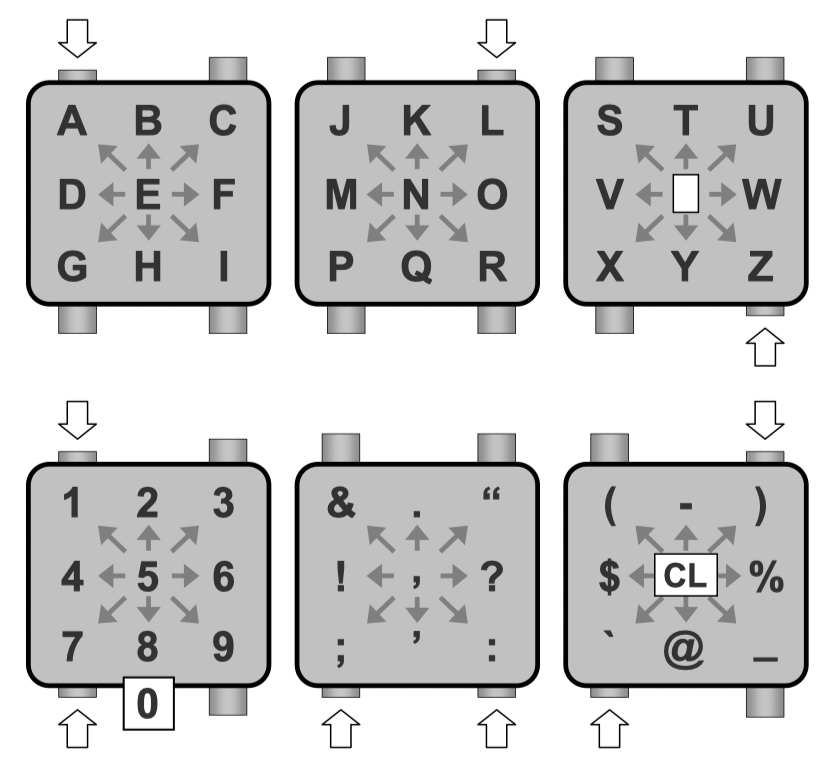 A B C J K L S T U
D E F M N O V W
G H I P Q R X Y Z
1 2 3 & . “ ( - )
4 5 6 ! , ? $ CL %
7 8 9 ; ’ : ` @ _
0